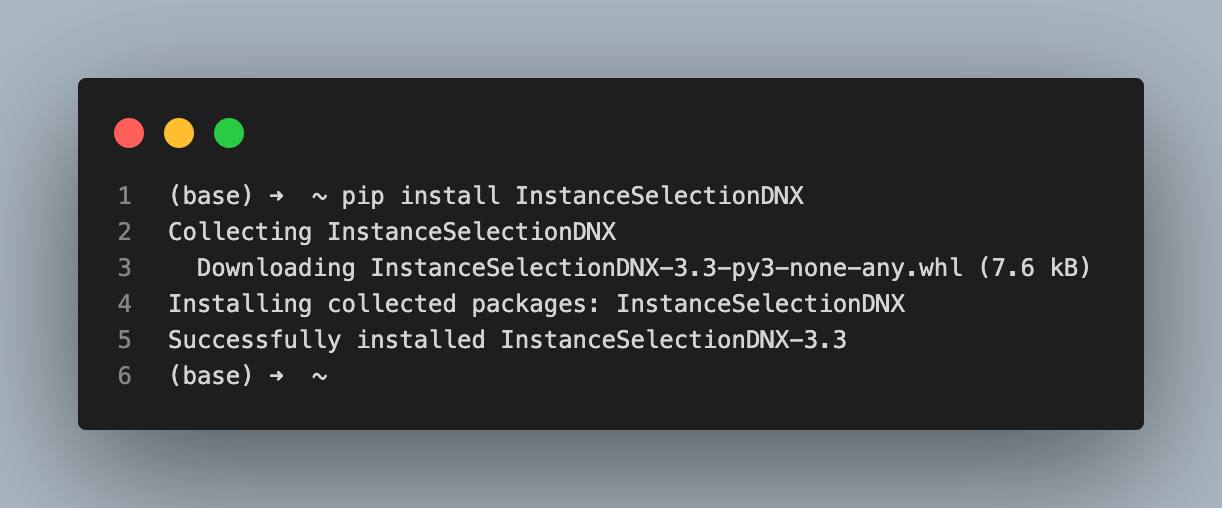 1 (base) ➜  ~ pip install InstanceSelectionDNX
2 Collecting InstanceSelectionDNX
3   Downloading InstanceSelectionDNX-3.3-py3-none-any.whl (7.6 kB)
4 Installing collected packages: InstanceSelectionDNX
5 Successfully installed InstanceSelectionDNX-3.3
6 (base) ➜  ~